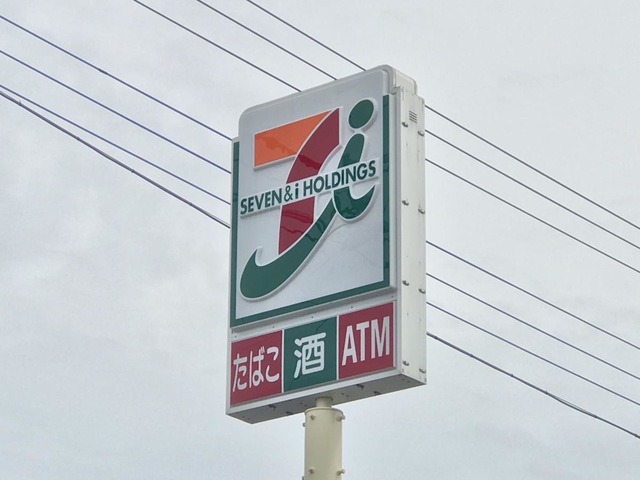 SEVEN&i HOLDINGS
たばこ 酒 ATM